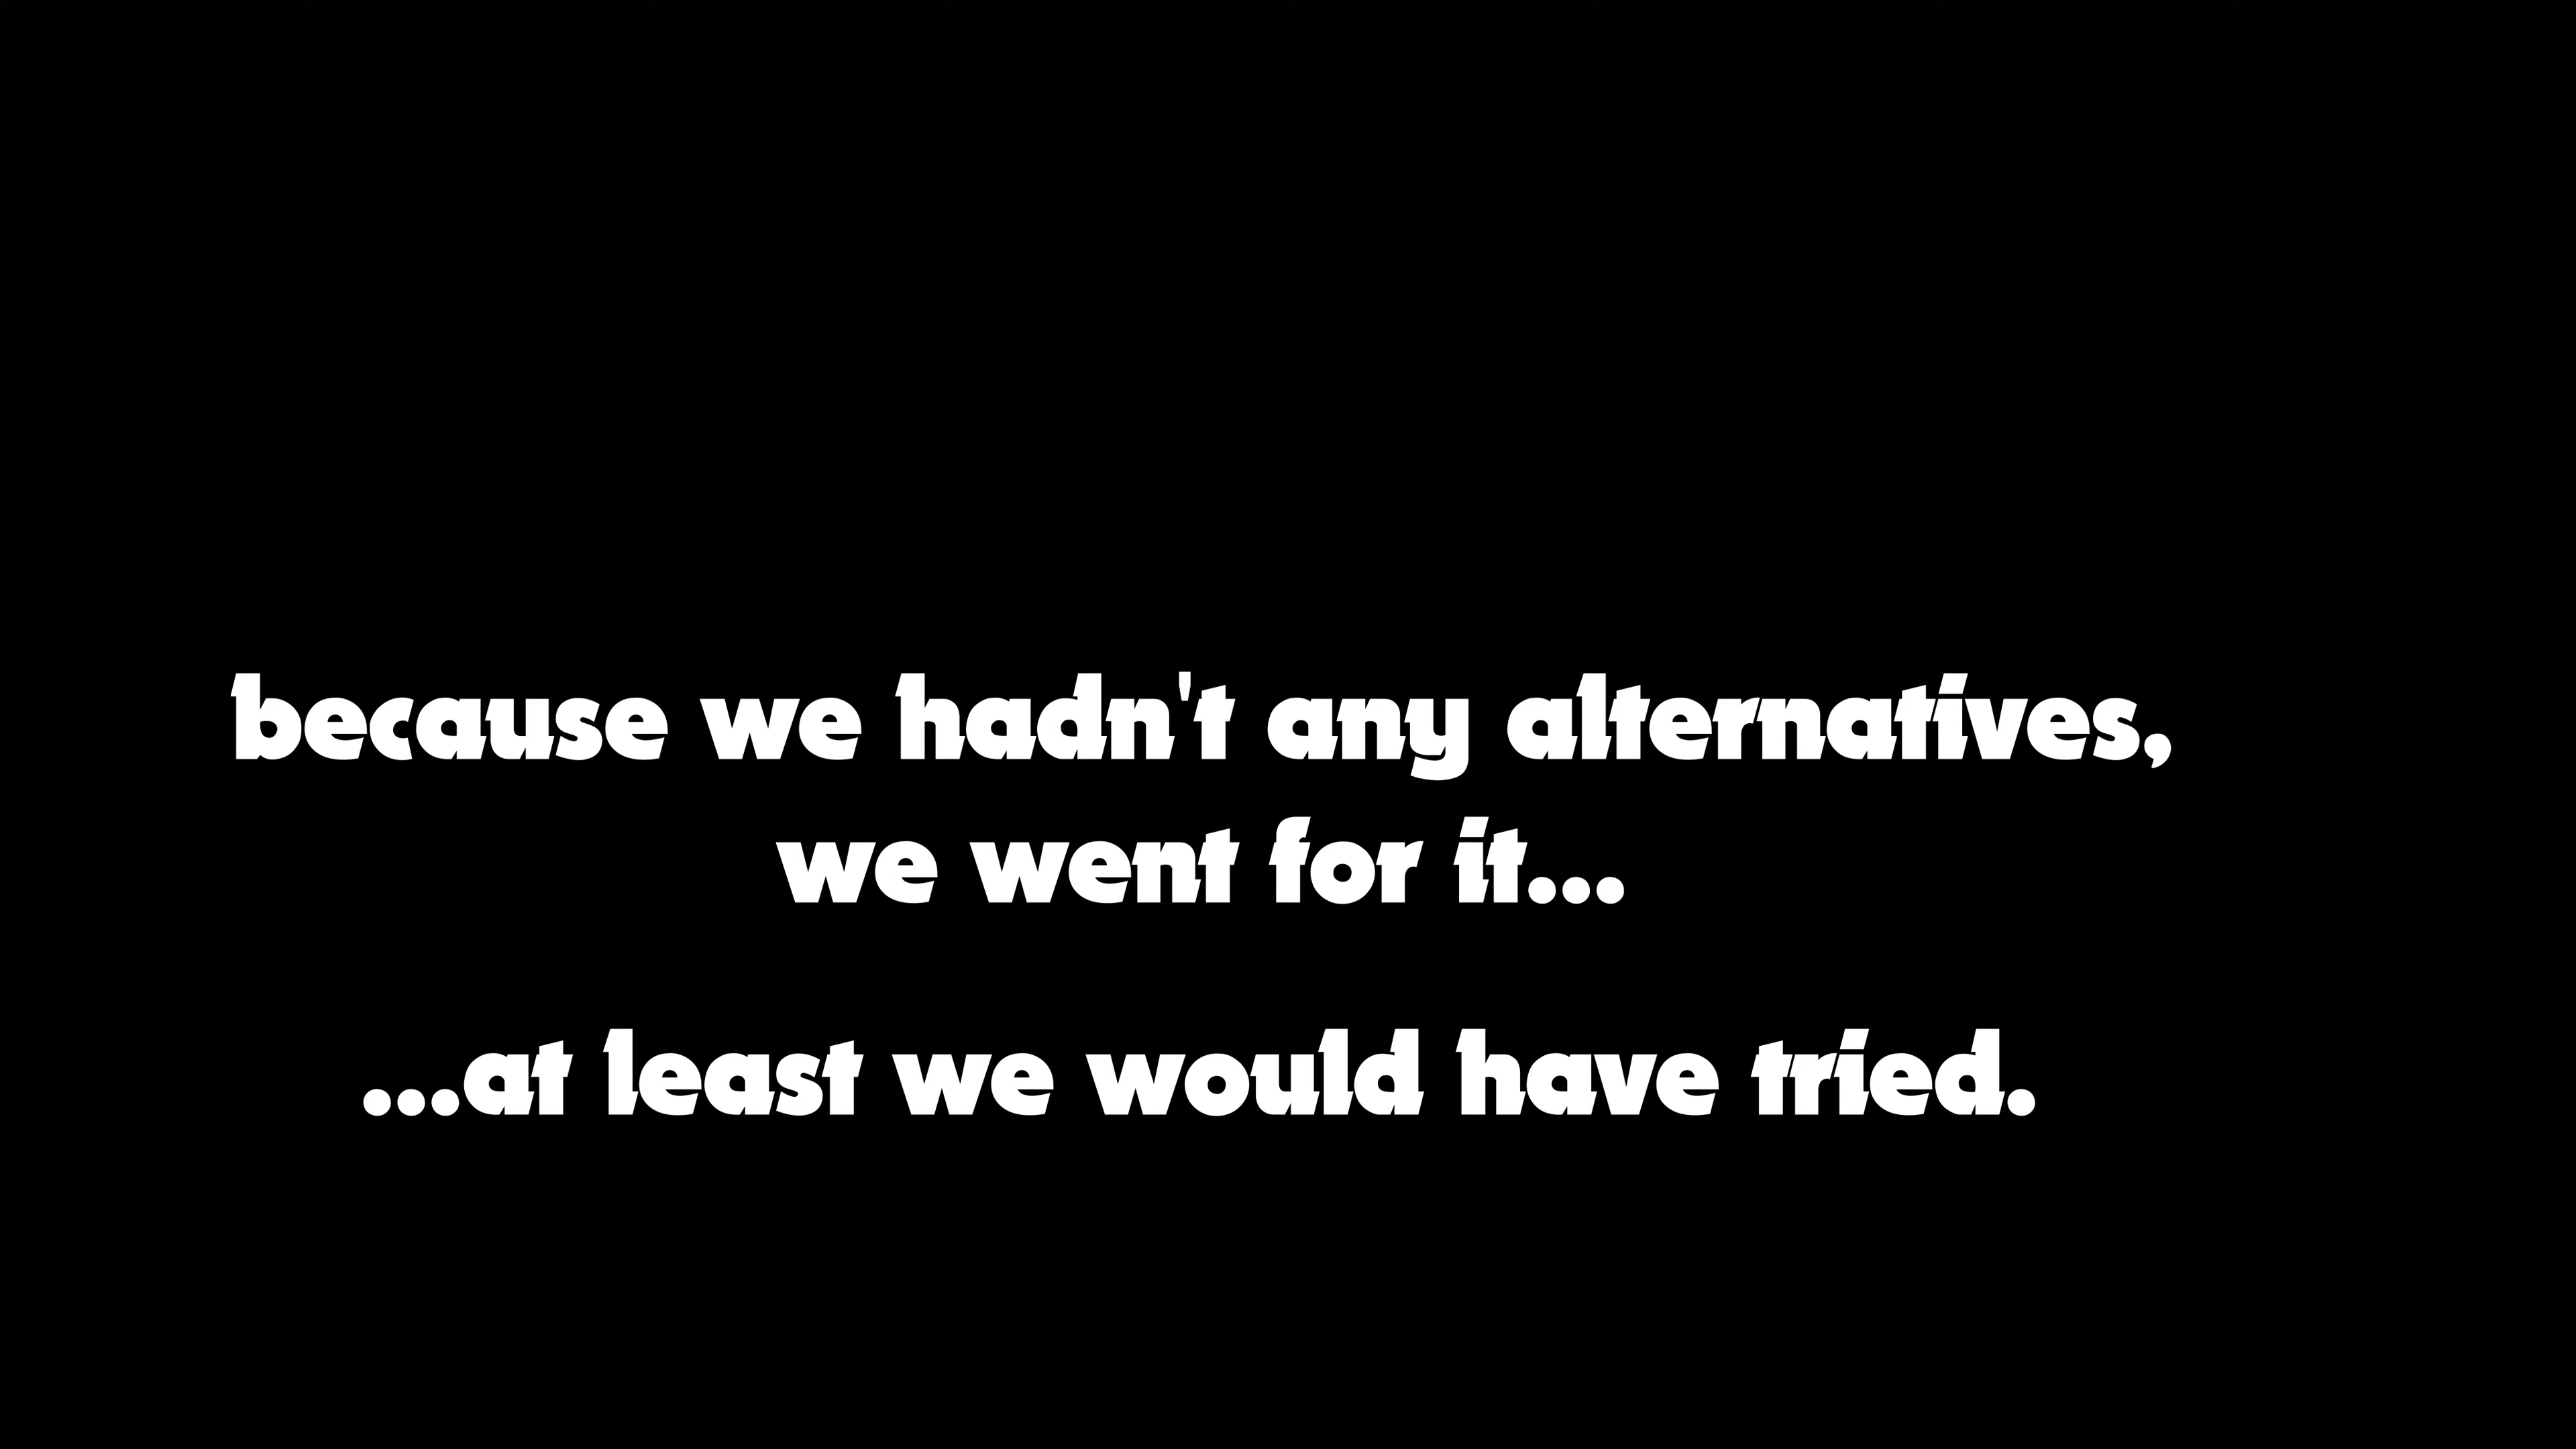 because we hadn't any alternatives,
we went for it...
...at least we would have tried.